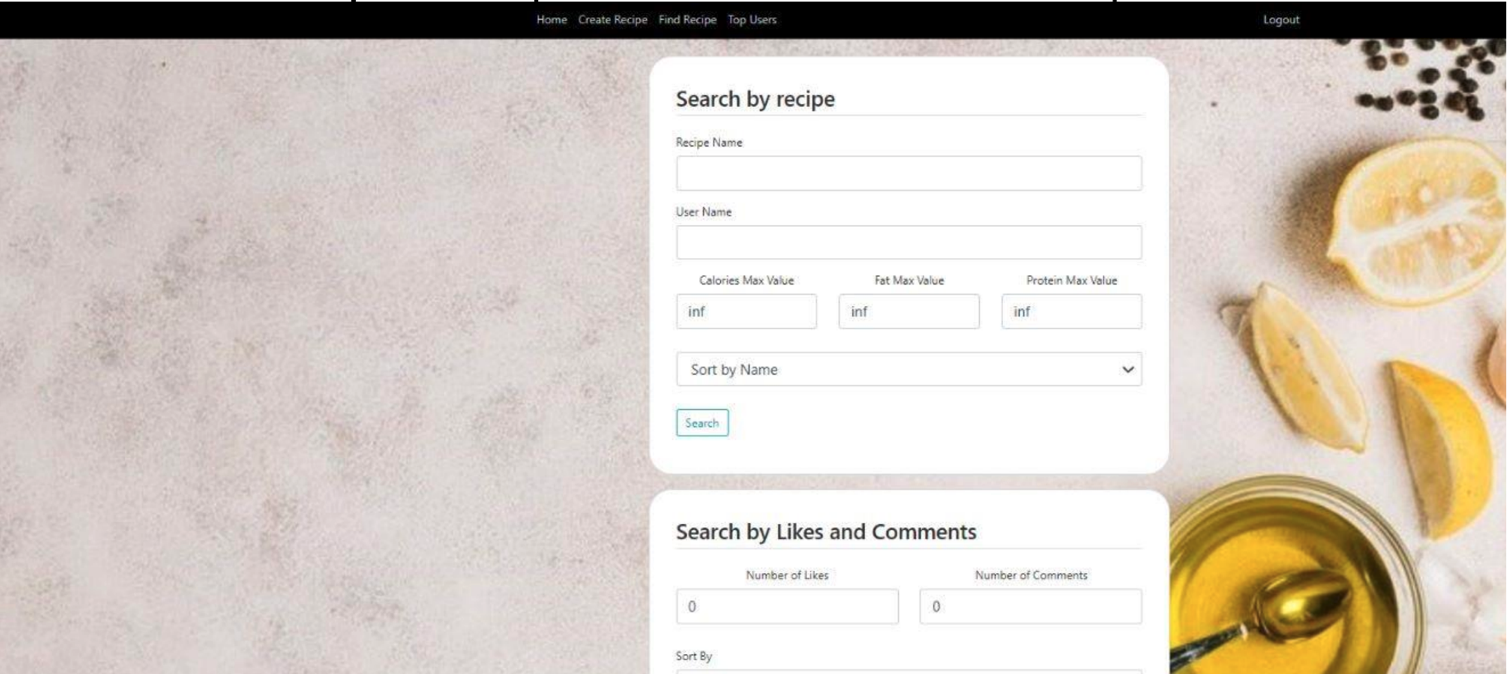 Home Create Recipe Find Recipe Top Users Logout
Search by recipe
Recipe Name
User Name
Calories Max Value Fat Max Value Protein Max Value
inf inf inf
Sort by Name
Search
Search by Likes and Comments
Number of Likes Number of Comments
0 0
Sort By